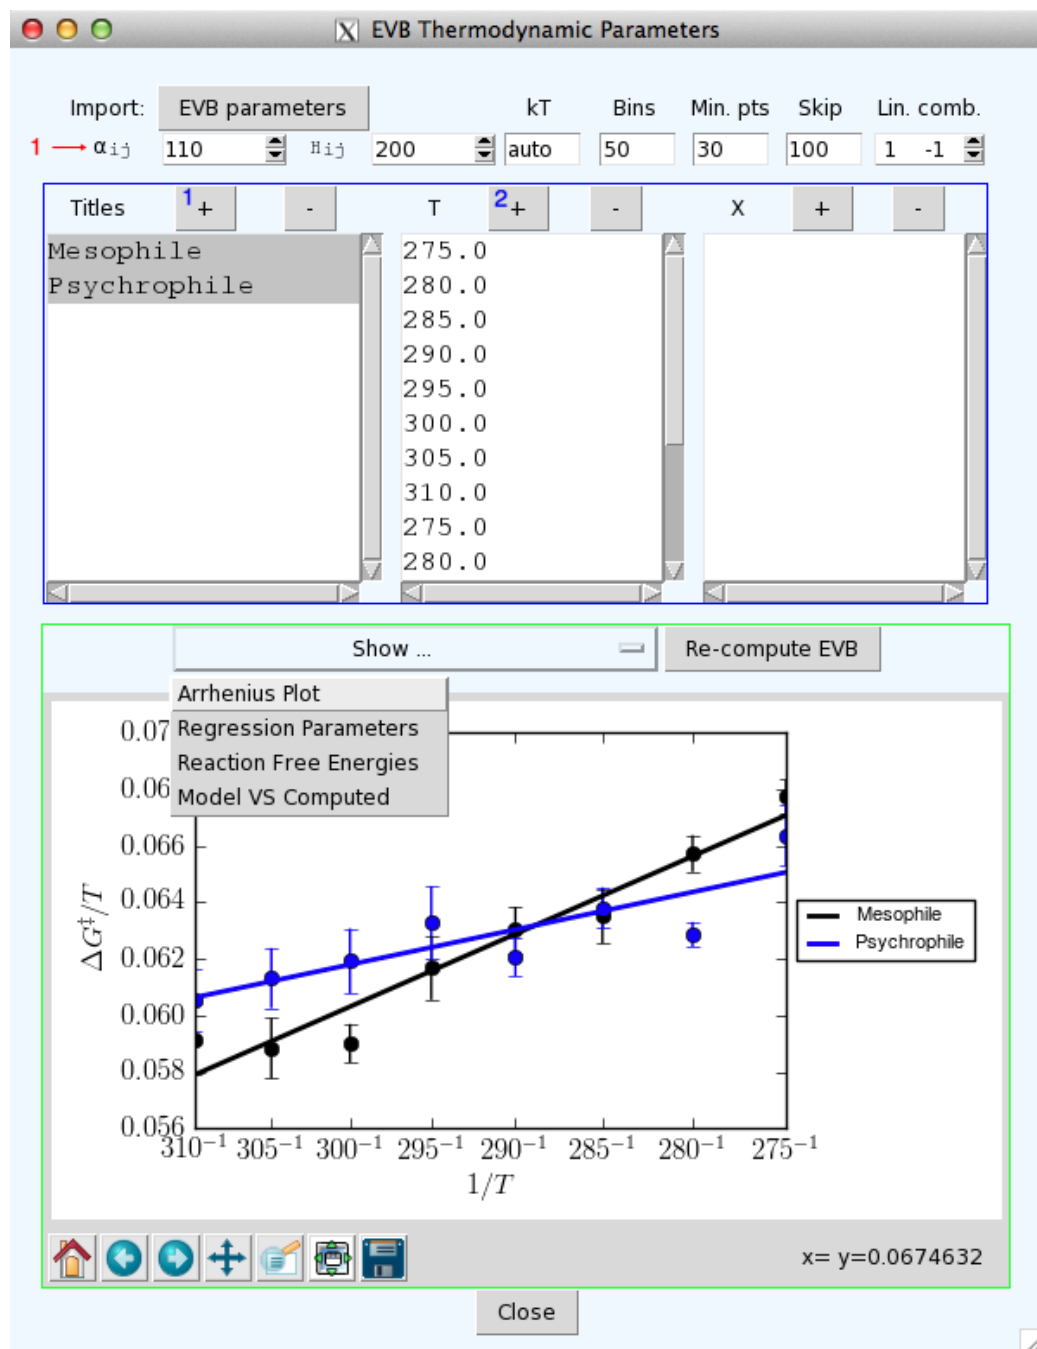 EVB Thermodynamic Parameters
Import: EVB parameters kT Bins Min. pts Skip Lin. comb.
1 → αij 110 Hij 200 auto 50 30 100 1 -1
Titles 1+ - T 2+ - X + -
Mesophile
Psychrophile
275.0
280.0
285.0
290.0
295.0
300.0
305.0
310.0
275.0
280.0
Show ... Re-compute EVB
Arrhenius Plot
Regression Parameters
Reaction Free Energies
Model VS Computed
0.07
0.06
0.066
0.064
0.062
0.060
0.058
0.056
ΔG‡/T
310⁻¹ 305⁻¹ 300⁻¹ 295⁻¹ 290⁻¹ 285⁻¹ 280⁻¹ 275⁻¹
1/T
Mesophile
Psychrophile
x= y=0.0674632
Close